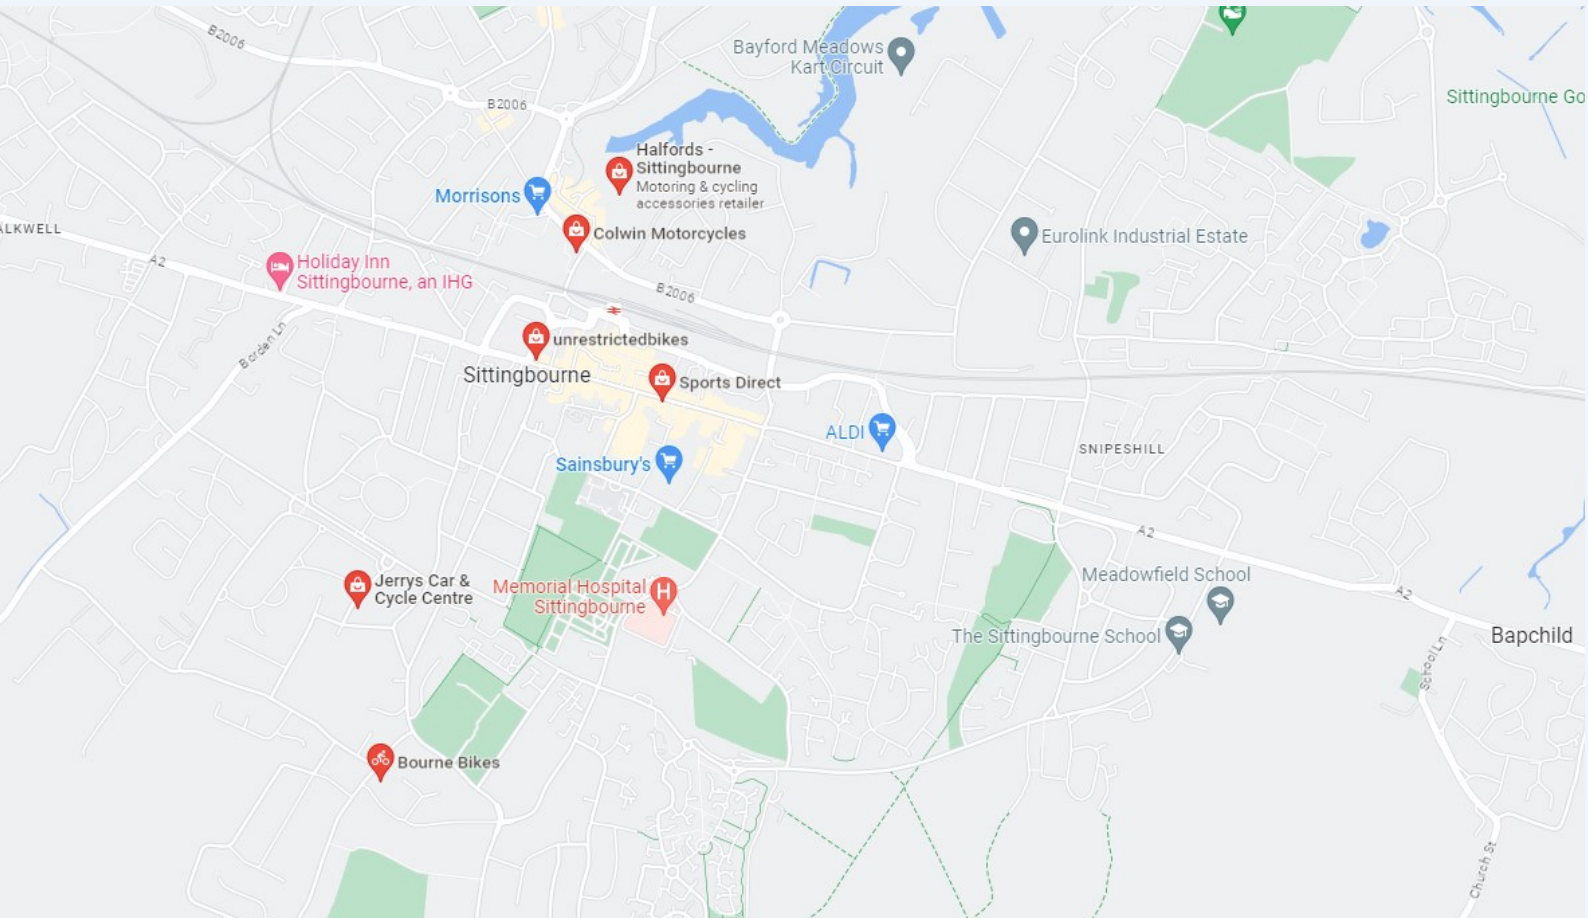 B2006
Bayford Meadows
Kart Circuit
Sittingbourne Go
B2006
Halfords -
Sittingbourne
Motoring & cycling
accessories retailer
Morrisons
Colwin Motorcycles
ALKWELL
A2
Eurolink Industrial Estate
Holiday Inn
Sittingbourne, an IHG
B2006
Borden Ln
unrestrictedbikes
Sittingbourne
Sports Direct
ALDI
SNIPESHILL
Sainsbury's
A2
Jerrys Car &
Cycle Centre
Memorial Hospital
Sittingbourne
H
Meadowfield School
A2
The Sittingbourne School
Bapchild
School Ln
Bourne Bikes
Church St